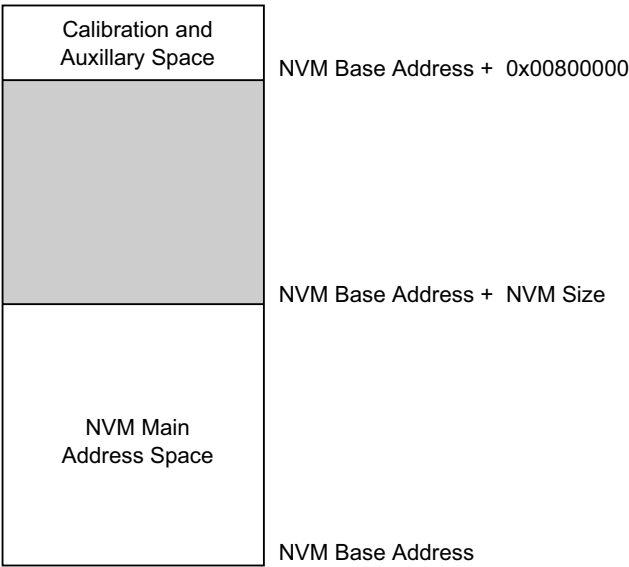 Calibration and
Auxillary Space
NVM Base Address + 0x00800000
NVM Base Address + NVM Size
NVM Main
Address Space
NVM Base Address